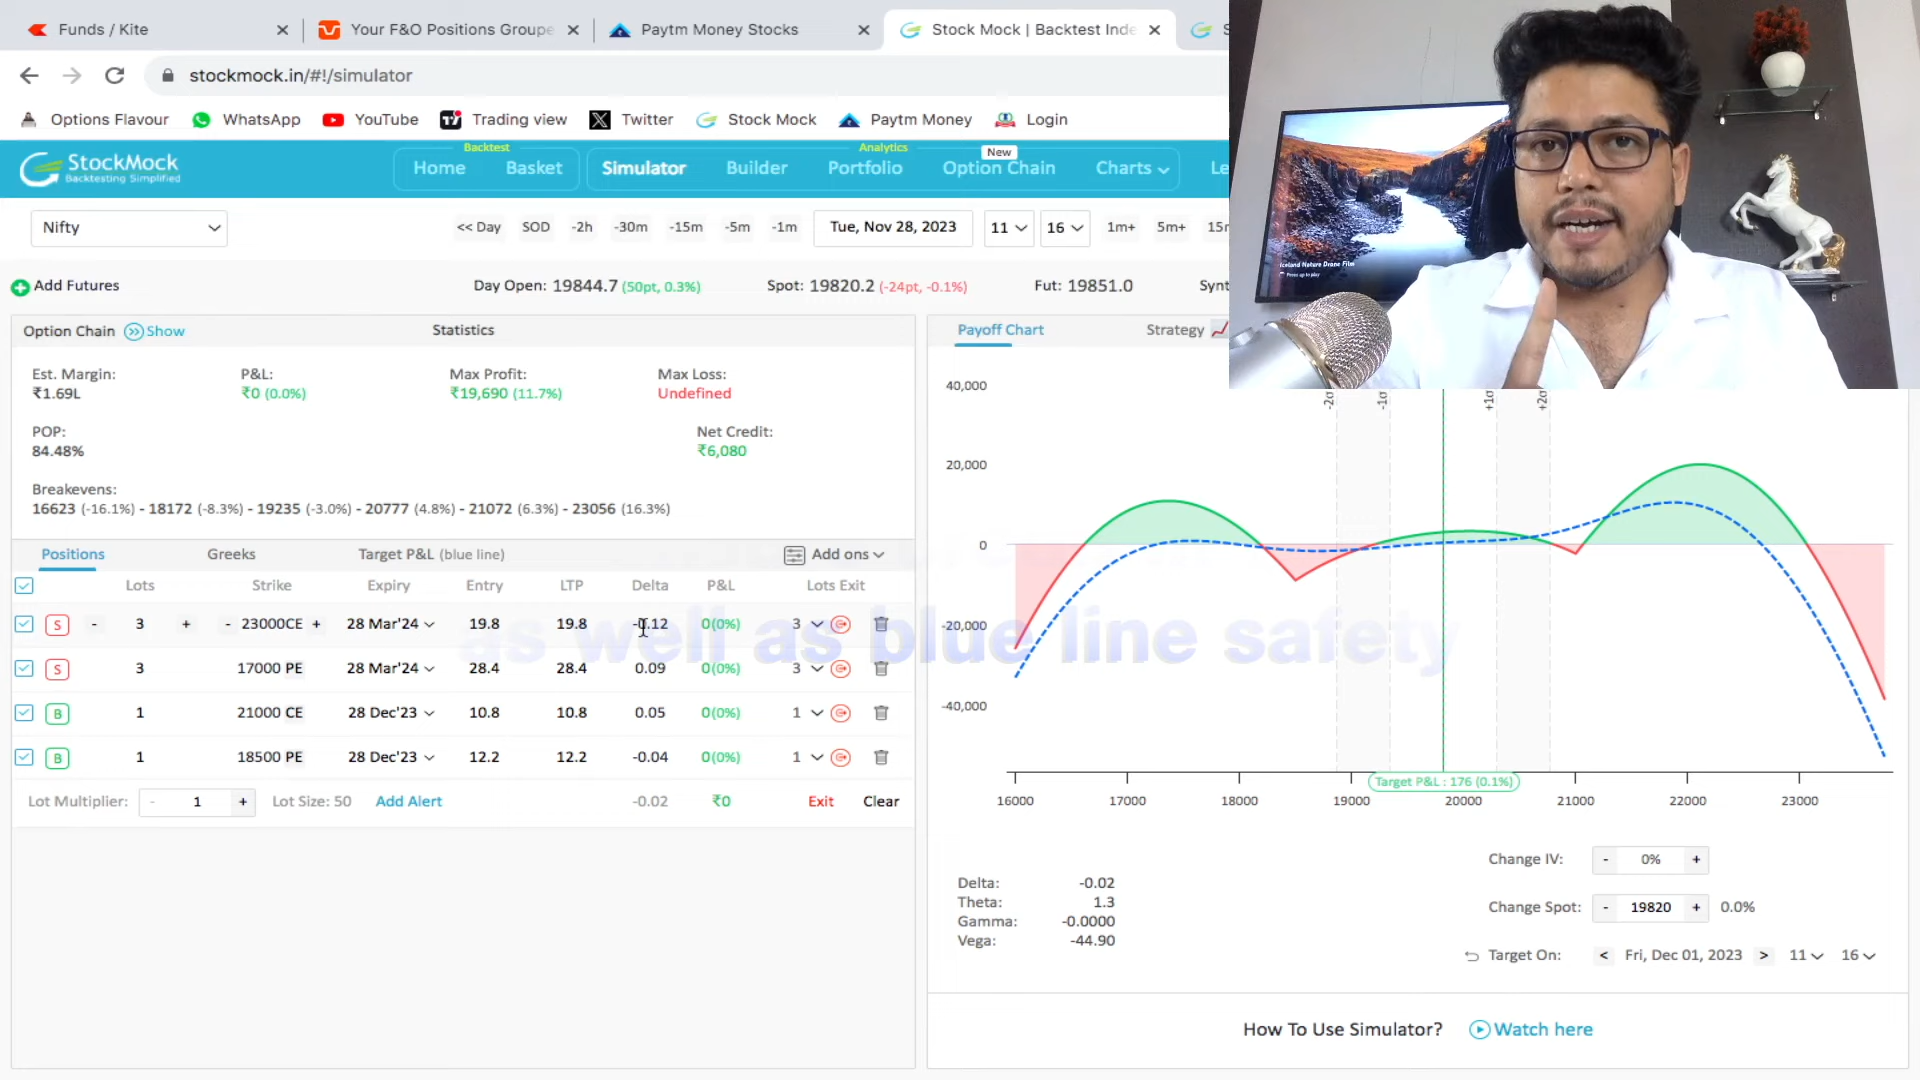 Funds / Kite
Your F&O Positions Groupe
Paytm Money Stocks
Stock Mock | Backtest Inde
S
stockmock.in/#!/simulator
Options Flavour
WhatsApp
YouTube
Trading view
Twitter
Stock Mock
Paytm Money
Login
StockMock
Backtesting Simplified
Backtest
Home
Basket
Simulator
Builder
Analytics
Portfolio
New
Option Chain
Charts
Le
Nifty
<< Day
SOD
-2h
-30m
-15m
-5m
-1m
Tue, Nov 28, 2023
11
16
1m+
5m+
15m
Iceland Nature Drone Film
Add Futures
Day Open: 19844.7 (50pt, 0.3%)
Spot: 19820.2 (-24pt, -0.1%)
Fut: 19851.0
Synt
Option Chain
Show
Statistics
Est. Margin:
₹1.69L
P&L:
₹0 (0.0%)
Max Profit:
₹19,690 (11.7%)
Max Loss:
Undefined
POP:
84.48%
Net Credit:
₹6,080
Breakevens:
16623 (-16.1%) - 18172 (-8.3%) - 19235 (-3.0%) - 20777 (4.8%) - 21072 (6.3%) - 23056 (16.3%)
Positions
Greeks
Target P&L (blue line)
Add ons
Lots Strike Expiry Entry LTP Delta P&L Lots Exit
S - 3 + - 23000CE + 28 Mar'24 19.8 19.8 -0.12 0(0%) 3
S 3 17000 PE 28 Mar'24 28.4 28.4 0.09 0(0%) 3
B 1 21000 CE 28 Dec'23 10.8 10.8 0.05 0(0%) 1
B 1 18500 PE 28 Dec'23 12.2 12.2 -0.04 0(0%) 1
Lot Multiplier: - 1 + Lot Size: 50 Add Alert -0.02 ₹0 Exit Clear
as well as blue line safety
Payoff Chart
Strategy
-2σ
-1σ
+1σ
+2σ
40,000
20,000
0
-20,000
-40,000
Target P&L : 176 (0.1%)
16000 17000 18000 19000 20000 21000 22000 23000
Delta: -0.02
Theta: 1.3
Gamma: -0.0000
Vega: -44.90
Change IV: - 0% +
Change Spot: - 19820 + 0.0%
Target On: < Fri, Dec 01, 2023 > 11 16
How To Use Simulator?
Watch here